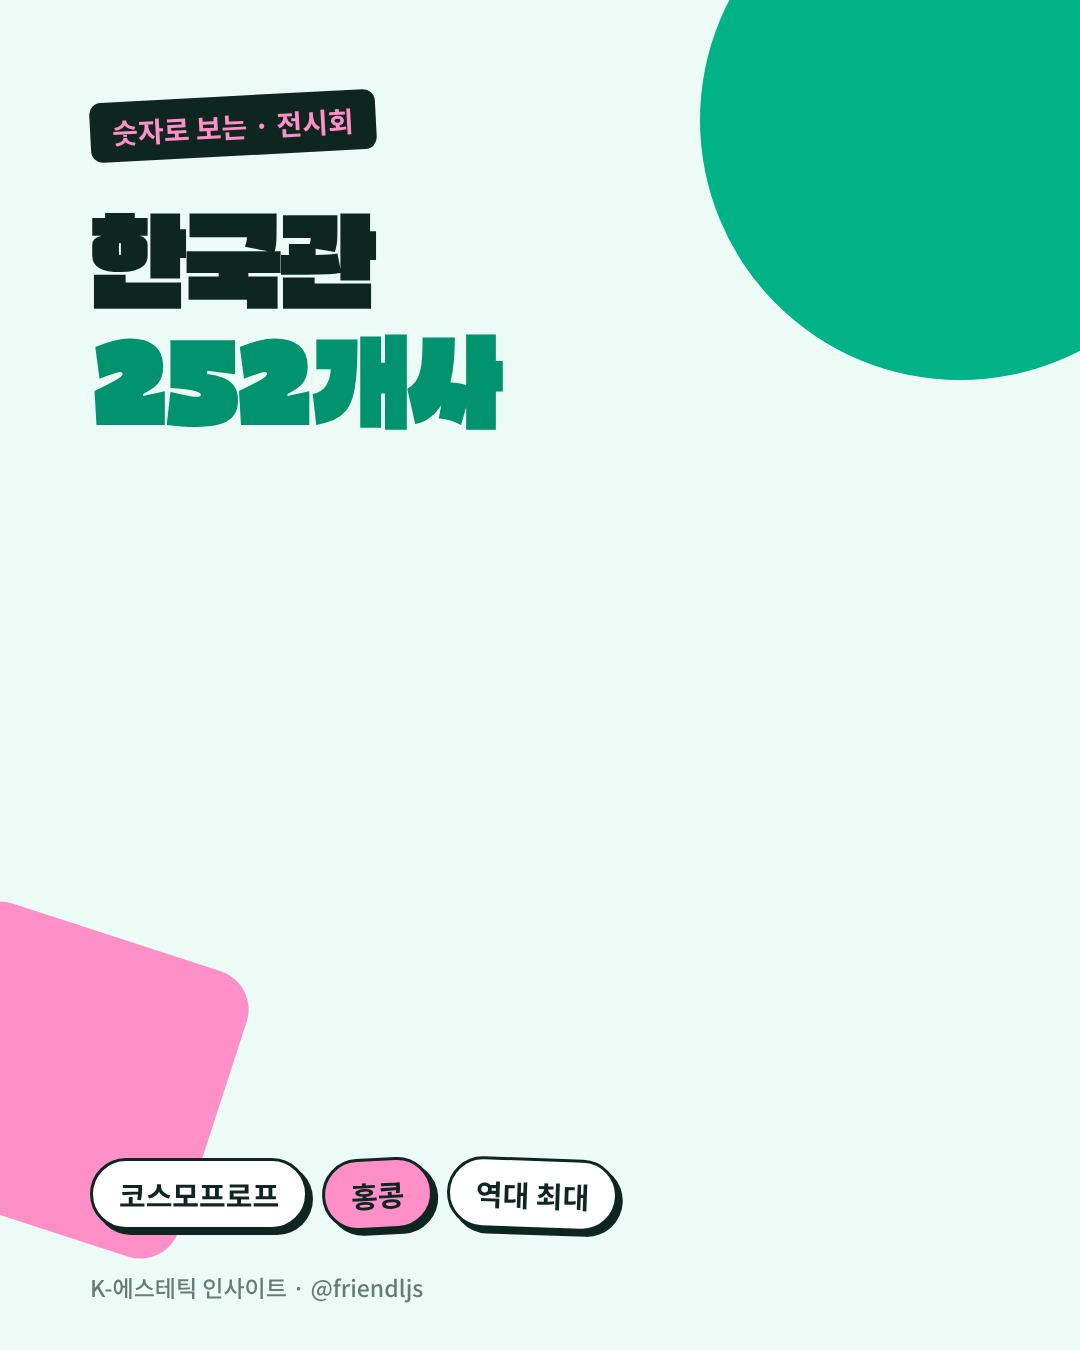 숫자로 보는 · 전시회
한국관
252개사
코스모프로프 홍콩 역대 최대
K-에스테틱 인사이트 · @friendljs